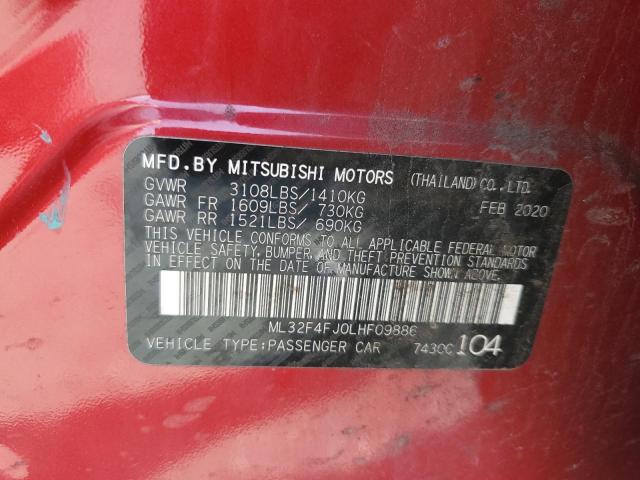 MFD.BY MITSUBISHI MOTORS (THAILAND) CO., LTD.
GVWR 3108LBS/1410KG FEB 2020
GAWR FR 1609LBS/ 730KG
GAWR RR 1521LBS/ 690KG
THIS VEHICLE CONFORMS TO ALL APPLICABLE FEDERAL MOTOR
VEHICLE SAFETY, BUMPER, AND THEFT PREVENTION STANDARDS
IN EFFECT ON THE DATE OF MANUFACTURE SHOWN ABOVE.
ML32F4FJ0LHF09886
VEHICLE TYPE:PASSENGER CAR 7430C 104